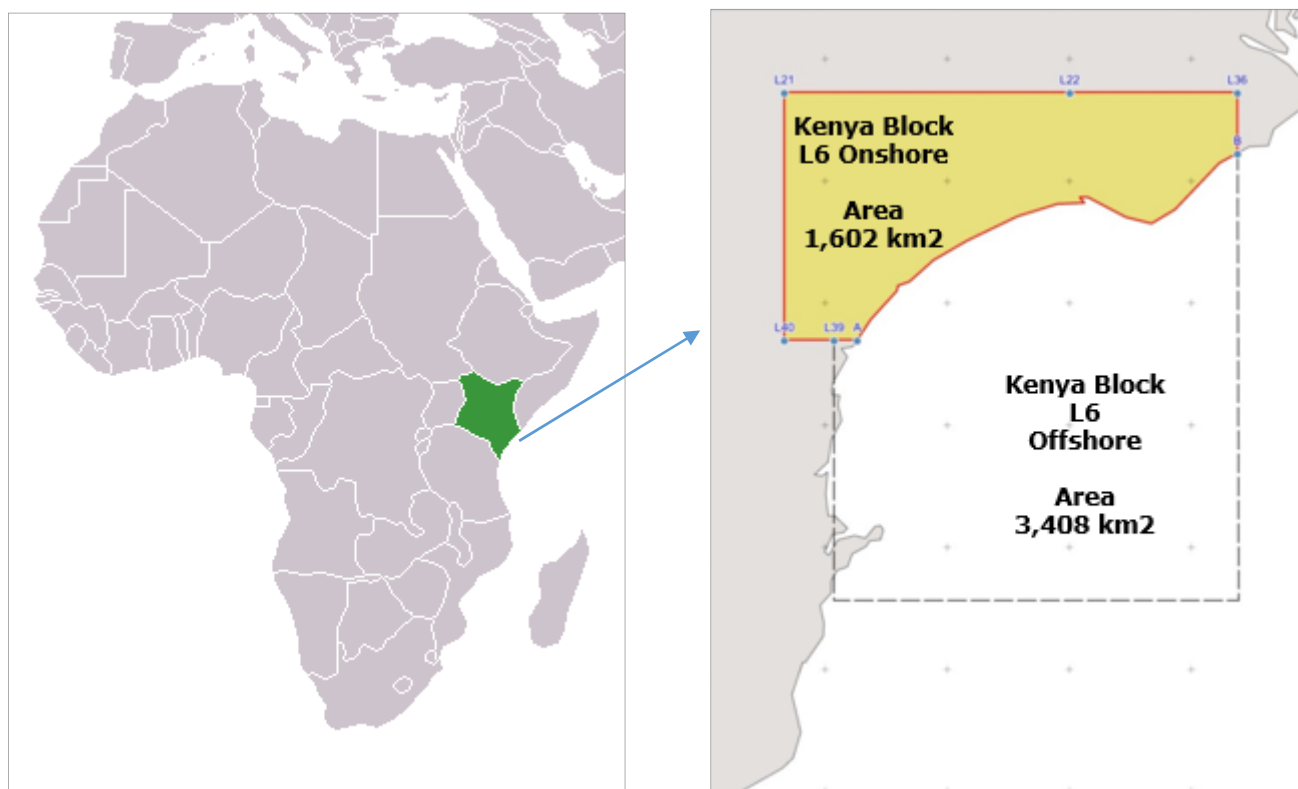 L21
L22
L36
Kenya Block
L6 Onshore
B
Area
1,602 km2
L40
L39
A
Kenya Block
L6
Offshore
Area
3,408 km2